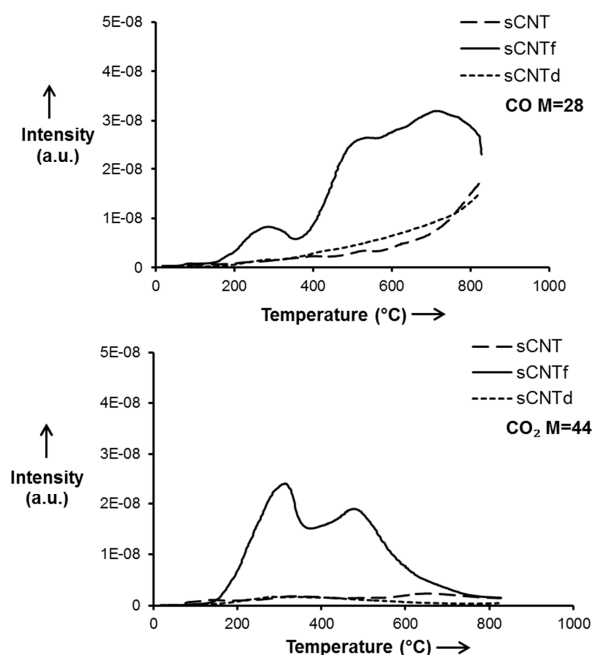 5E-08
4E-08
3E-08
2E-08
1E-08
0
Intensity
(a.u.)
sCNT
sCNTf
sCNTd
CO M=28
0 200 400 600 800 1000
Temperature (°C)
5E-08
4E-08
3E-08
2E-08
1E-08
0
Intensity
(a.u.)
sCNT
sCNTf
sCNTd
CO₂ M=44
0 200 400 600 800 1000
Temperature (°C)